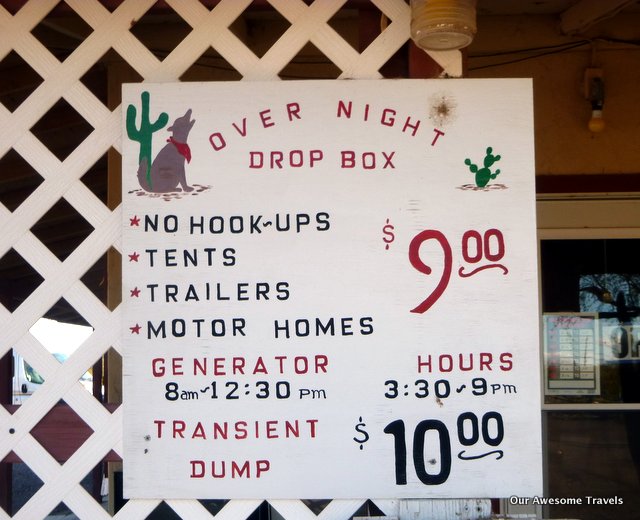 OVER NIGHT
DROP BOX
*NO HOOK-UPS
*TENTS
*TRAILERS
*MOTOR HOMES
$9.00
GENERATOR HOURS
8am~12:30 pm 3:30~9pm
TRANSIENT
DUMP
$10.00
Our Awesome Travels